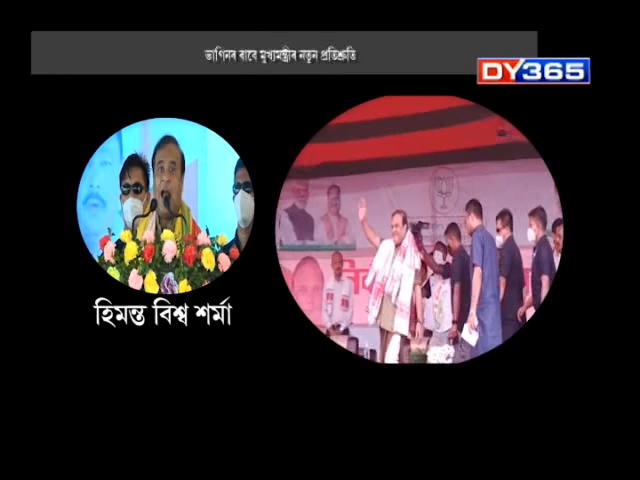 ভাগিনৰ বাবে মুখ্যমন্ত্ৰীৰ নতুন প্ৰতিশ্ৰুতি
DY365
হিমন্ত বিশ্ব শৰ্মা